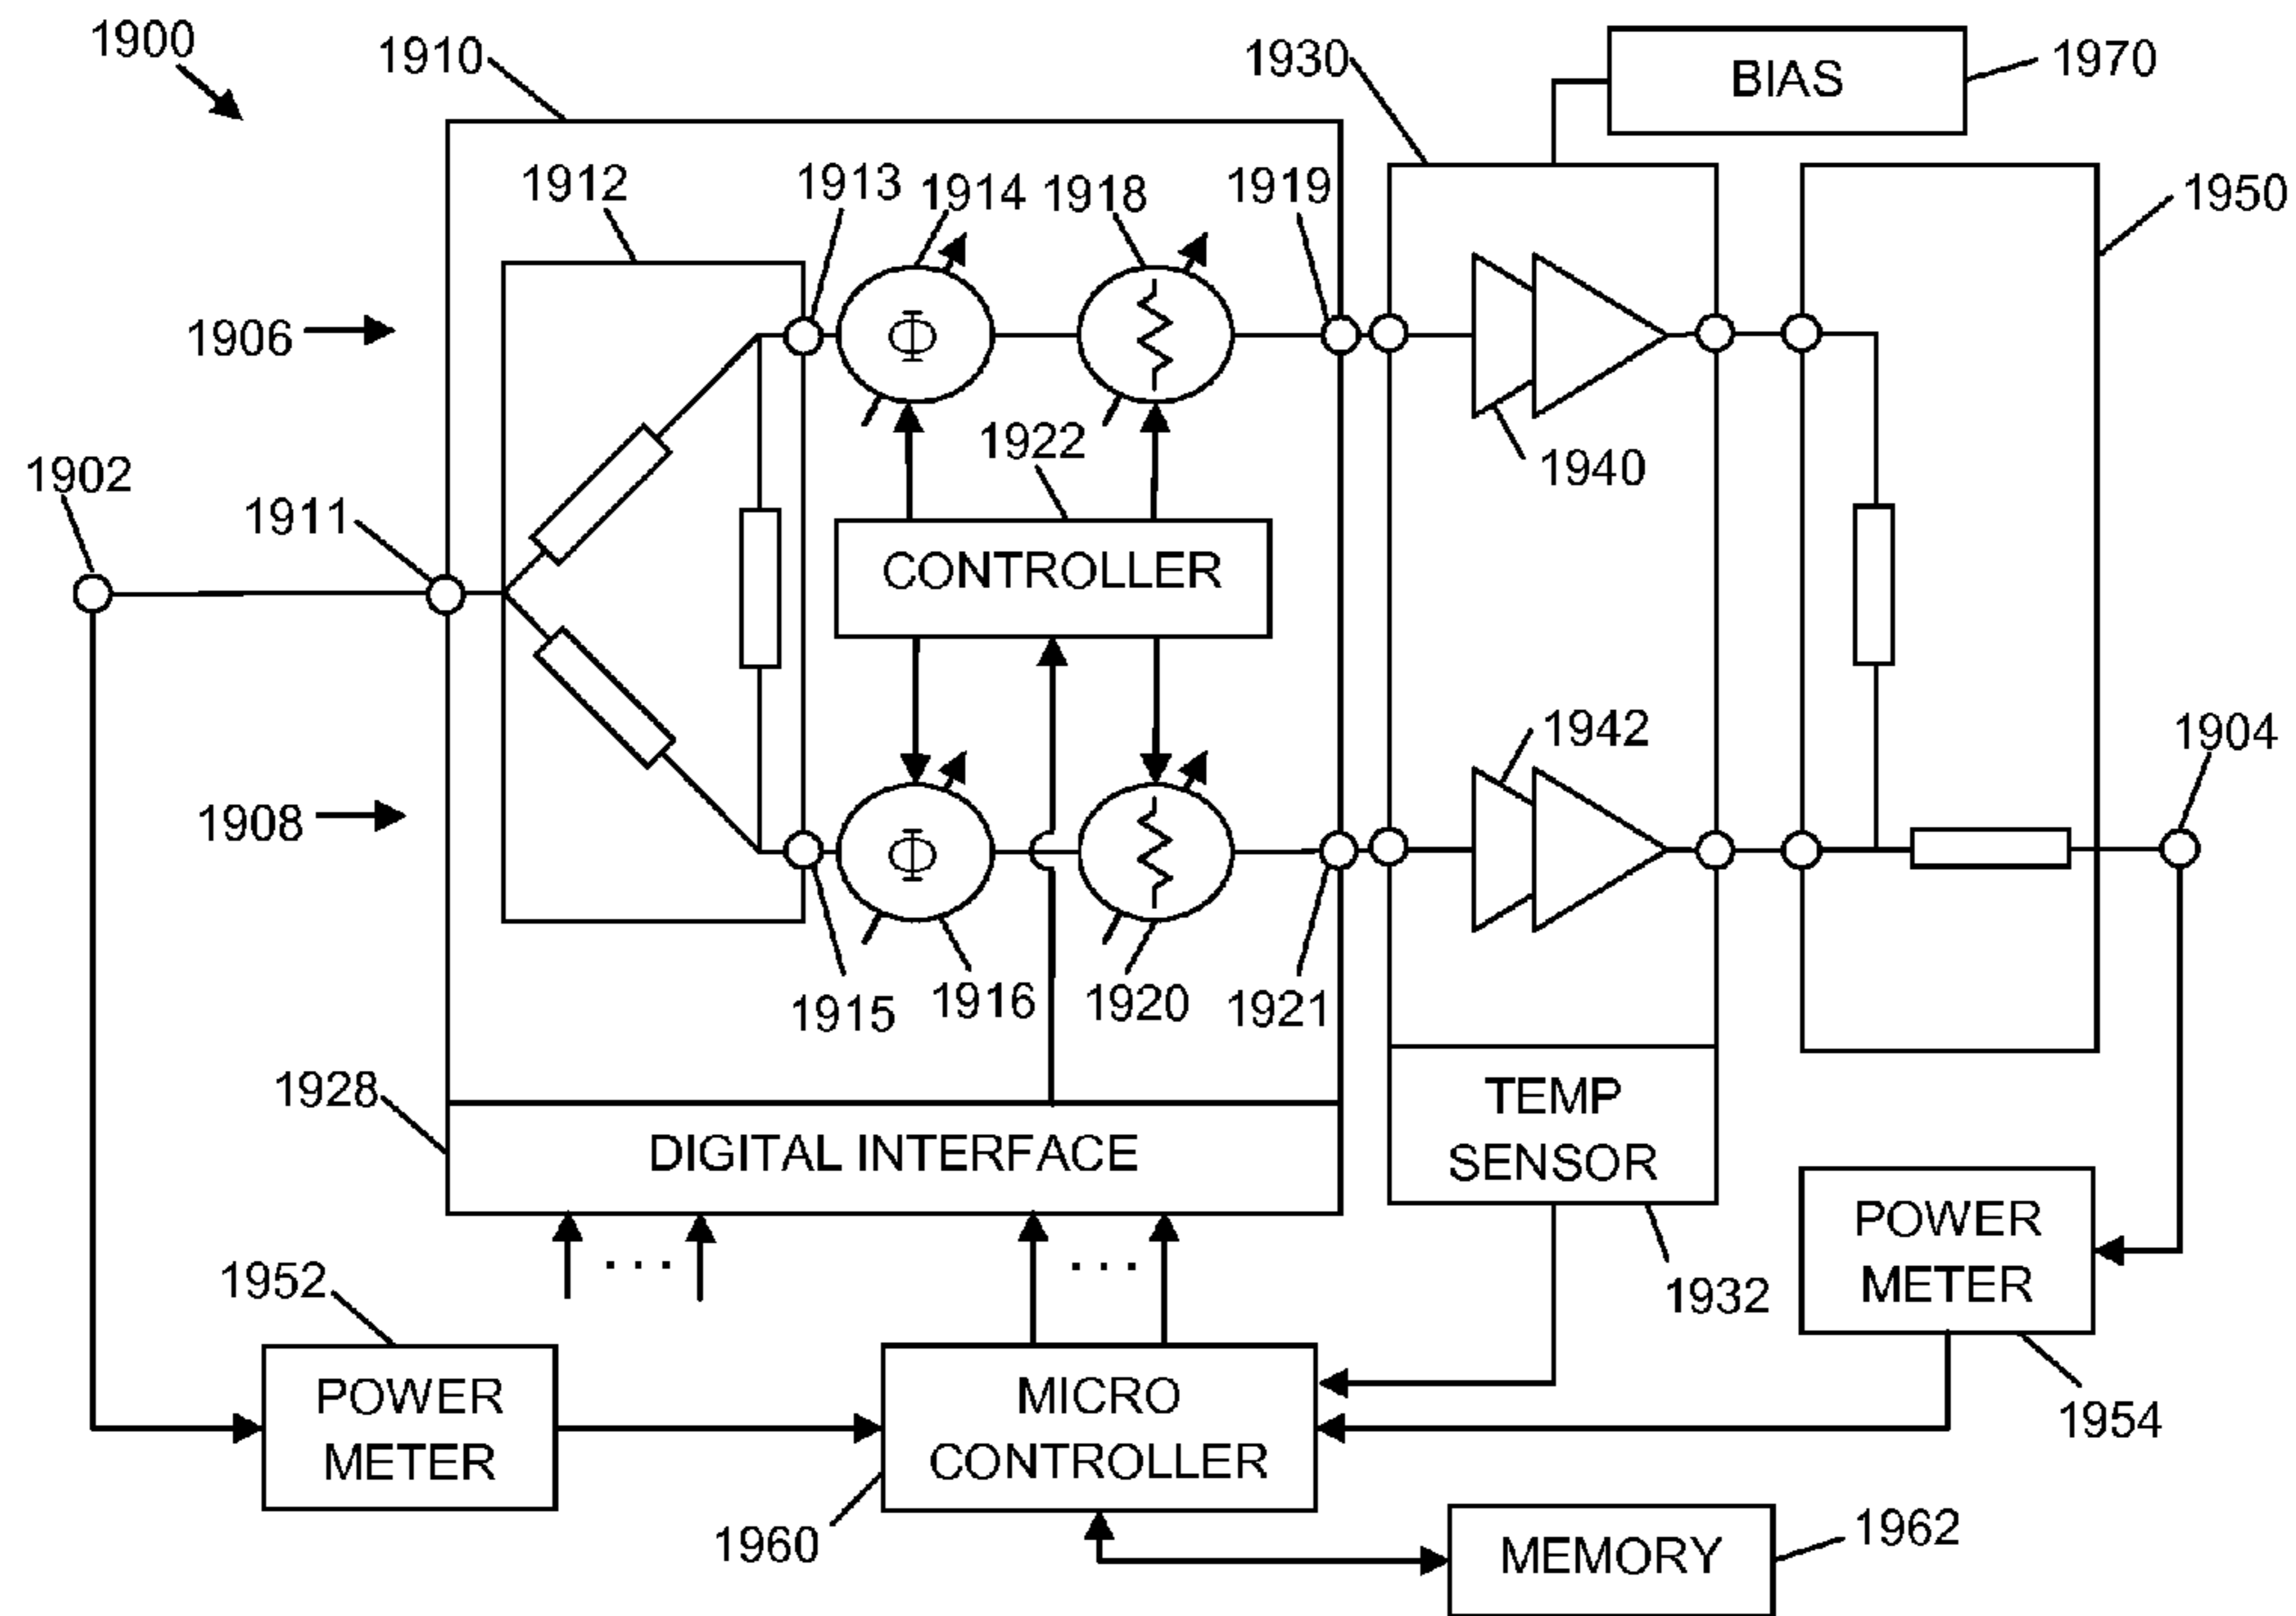 1900
1910
1930
BIAS
1970
1912
1913
1914
1918
1919
1950
Φ
1906
1922
1940
1902
1911
CONTROLLER
1942
1904
1908
Φ
1915
1916
1920
1921
1928
DIGITAL INTERFACE
TEMP
SENSOR
POWER
METER
...
...
1952
1932
POWER
METER
MICRO
CONTROLLER
1954
1960
MEMORY
1962